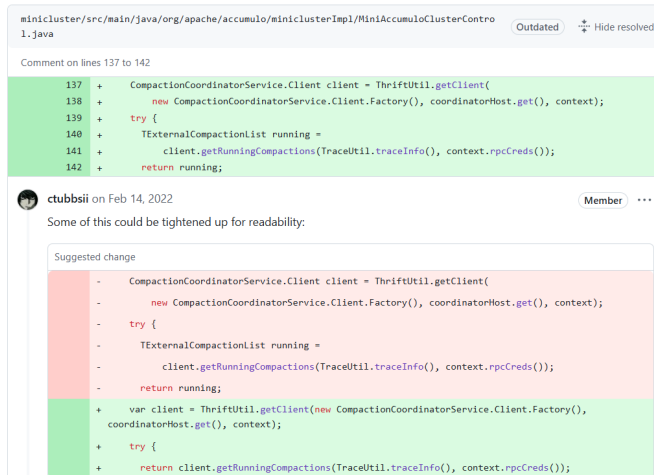 minicluster/src/main/java/org/apache/accumulo/miniclusterImpl/MiniAccumuloClusterContro
l.java
Outdated
Hide resolved
Comment on lines 137 to 142
137 + CompactionCoordinatorService.Client client = ThriftUtil.getClient(
138 + new CompactionCoordinatorService.Client.Factory(), coordinatorHost.get(), context);
139 + try {
140 + TExternalCompactionList running =
141 + client.getRunningCompactions(TraceUtil.traceInfo(), context.rpcCreds());
142 + return running;
ctubbsii on Feb 14, 2022
Member
Some of this could be tightened up for readability:
Suggested change
- CompactionCoordinatorService.Client client = ThriftUtil.getClient(
- new CompactionCoordinatorService.Client.Factory(), coordinatorHost.get(), context);
- try {
- TExternalCompactionList running =
- client.getRunningCompactions(TraceUtil.traceInfo(), context.rpcCreds());
- return running;
+ var client = ThriftUtil.getClient(new CompactionCoordinatorService.Client.Factory(),
coordinatorHost.get(), context);
+ try {
+ return client.getRunningCompactions(TraceUtil.traceInfo(), context.rpcCreds());